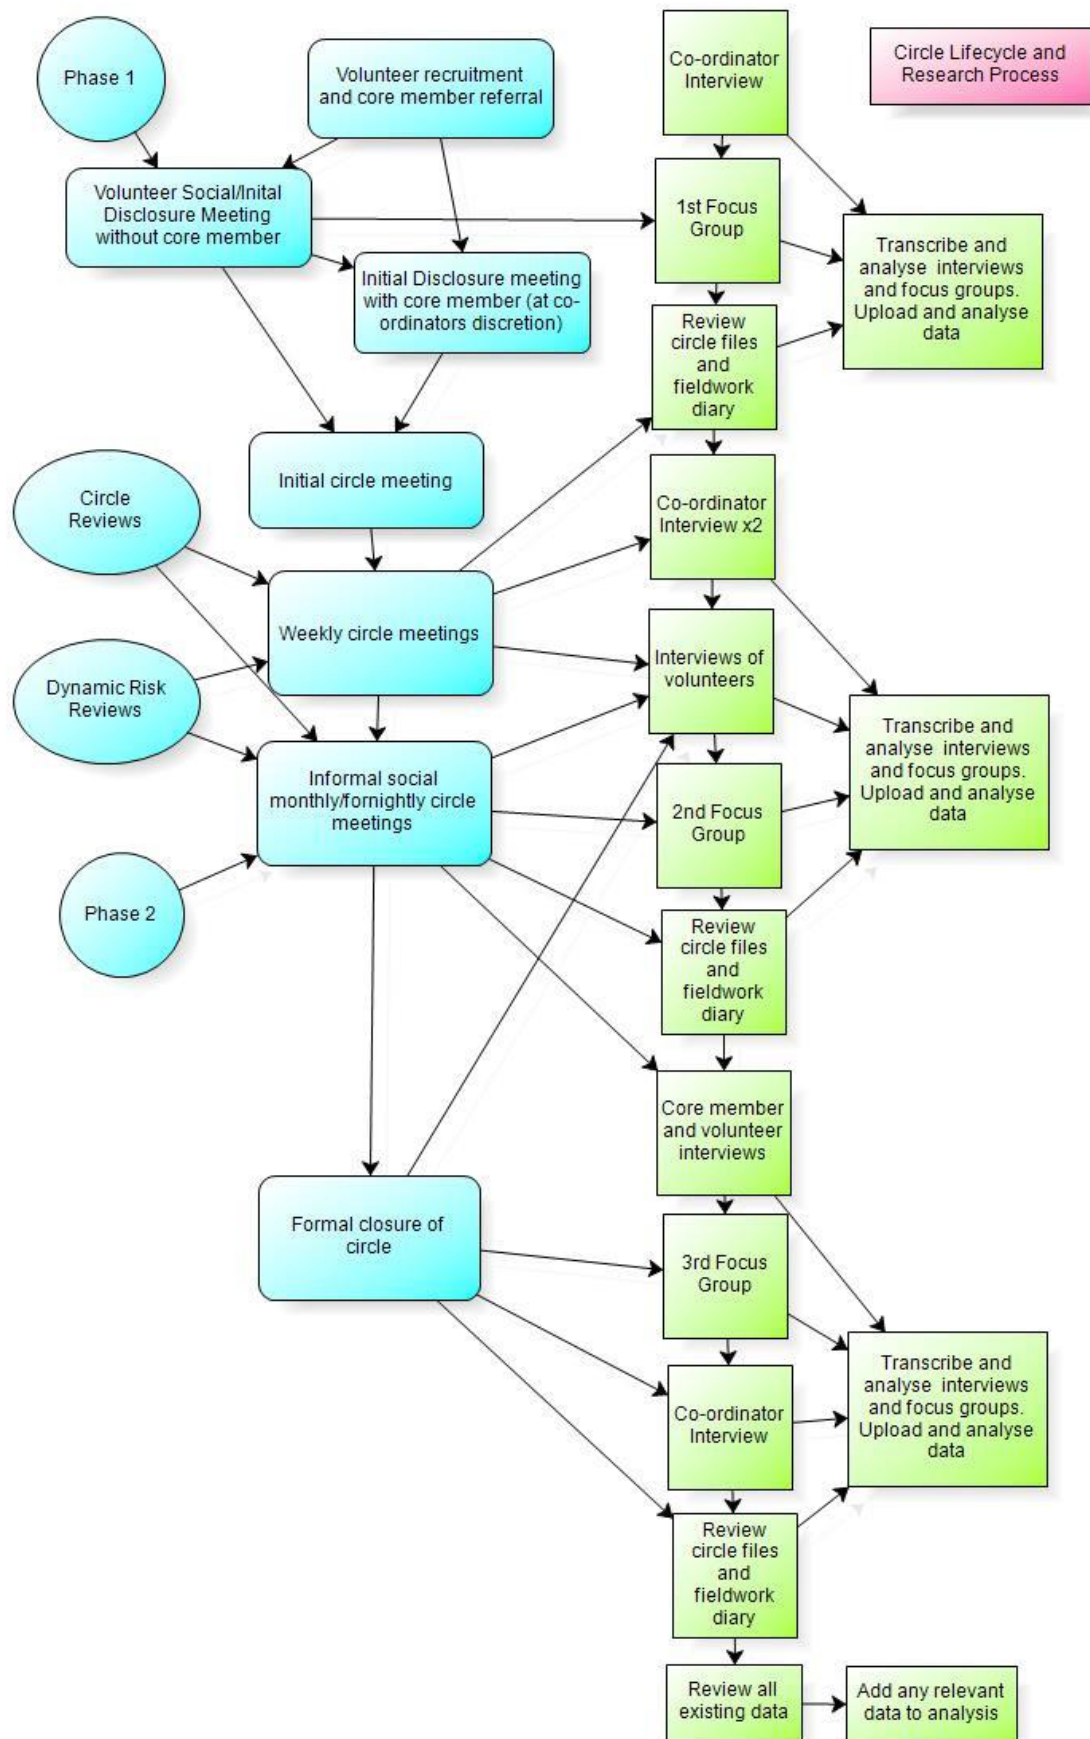 Phase 1
Volunteer recruitment
and core member referral
Co-ordinator
Interview
Circle Lifecycle and
Research Process
Volunteer Social/Inital
Disclosure Meeting
without core member
1st Focus
Group
Transcribe and
analyse interviews
and focus groups.
Upload and analyse
data
Initial Disclosure meeting
with core member (at co-
ordinators discretion)
Review
circle files
and
fieldwork
diary
Initial circle meeting
Circle
Reviews
Co-ordinator
Interview x2
Weekly circle meetings
Interviews of
volunteers
Dynamic Risk
Reviews
Transcribe and
analyse interviews
and focus groups.
Upload and analyse
data
Informal social
monthly/fornightly circle
meetings
2nd Focus
Group
Phase 2
Review
circle files
and
fieldwork
diary
Core member
and volunteer
interviews
Formal closure of
circle
3rd Focus
Group
Transcribe and
analyse interviews
and focus groups.
Upload and analyse
data
Co-ordinator
Interview
Review
circle files
and
fieldwork
diary
Review all
existing data
Add any relevant
data to analysis